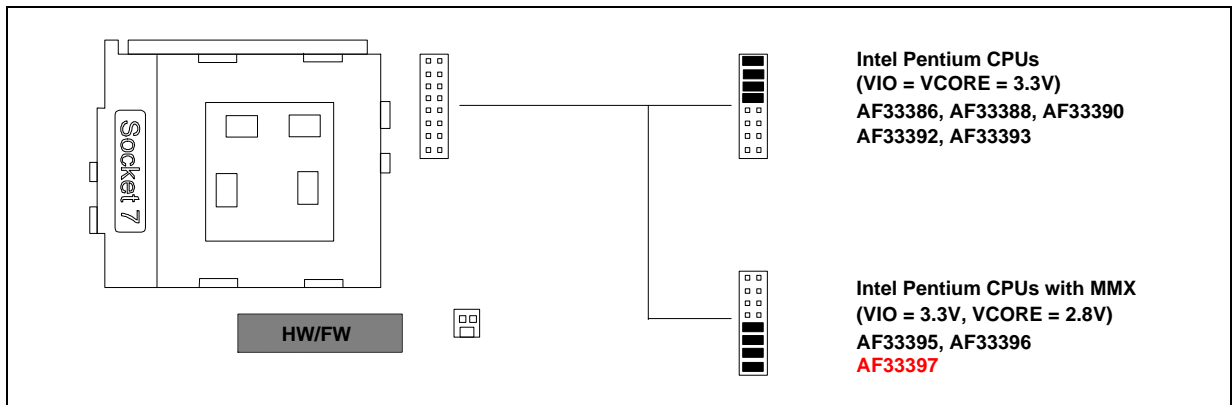 Socket 7
HW/FW
Intel Pentium CPUs
(VIO = VCORE = 3.3V)
AF33386, AF33388, AF33390
AF33392, AF33393
Intel Pentium CPUs with MMX
(VIO = 3.3V, VCORE = 2.8V)
AF33395, AF33396
AF33397